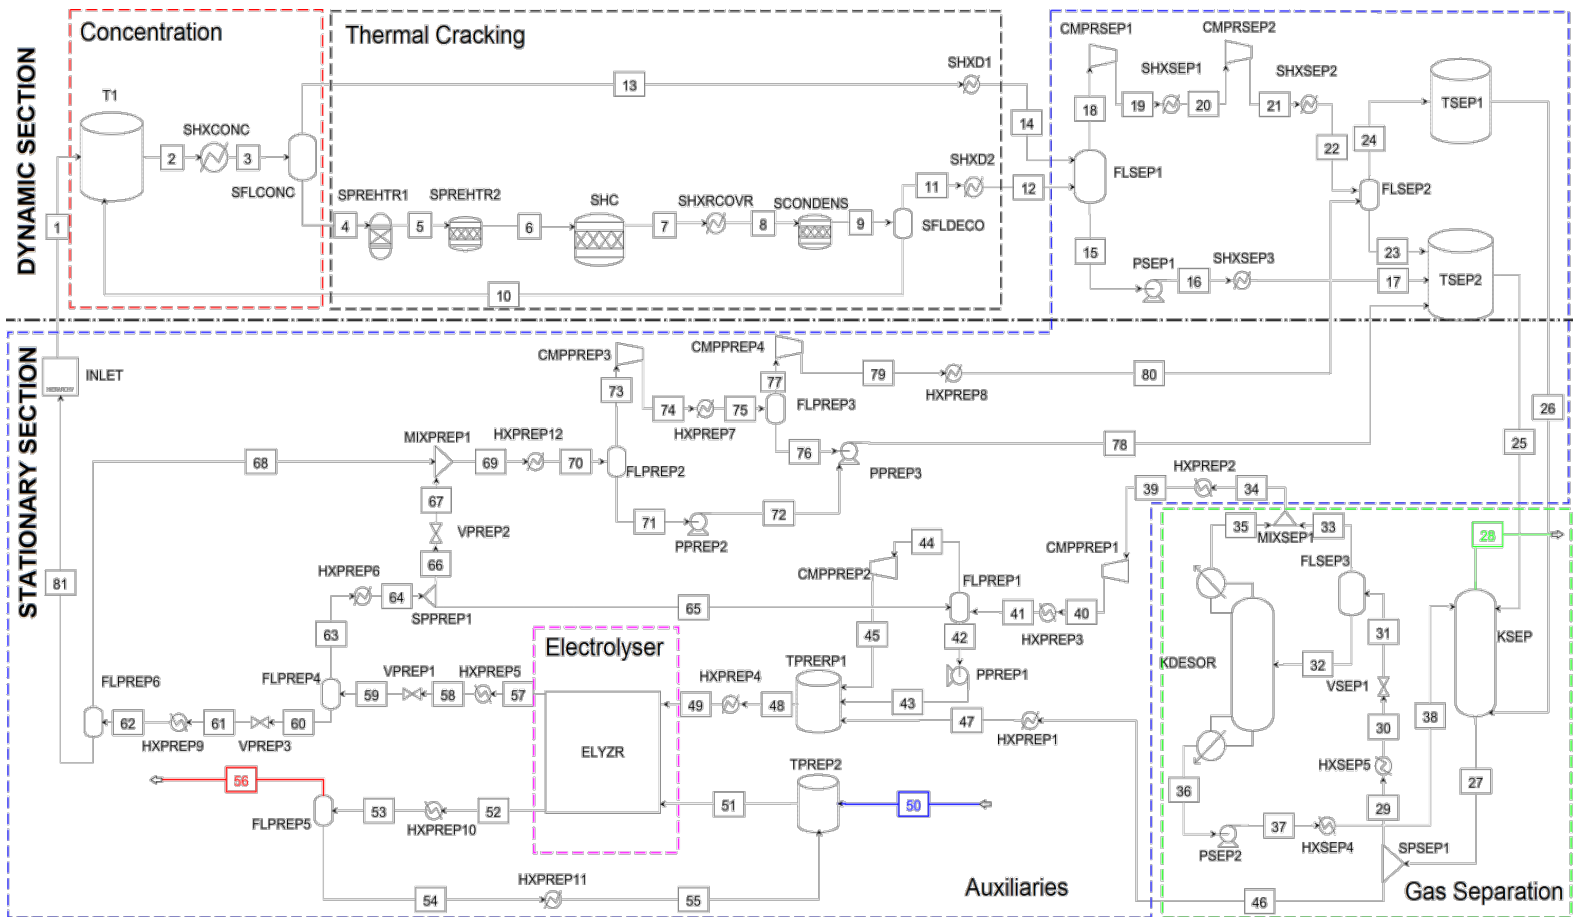 Concentration
Thermal Cracking
DYNAMIC SECTION
STATIONARY SECTION
CMPRSEP1
CMPRSEP2
SHXD1
SHXSEP1
SHXSEP2
T1
13
18
19
20
21
24
TSEP1
SHXCONC
14
22
2
3
SFLCONC
SHXD2
FLSEP1
FLSEP2
SPREHTR1
SPREHTR2
SHC
SHXRCOVR
SCONDENS
11
12
1
4
5
6
7
8
9
SFLDECO
15
PSEP1
SHXSEP3
23
16
17
TSEP2
10
INLET
HIERARCHY
CMPPREP3
CMPPREP4
73
77
79
HXPREP8
80
74
HXPREP7
75
FLPREP3
26
25
MIXPREP1
HXPREP12
68
69
70
FLPREP2
76
PPREP3
78
67
VPREP2
71
PPREP2
72
HXPREP2
39
34
35
MIXSEP1
33
28
FLSEP3
66
44
CMPPREP2
CMPPREP1
FLPREP1
HXPREP6
81
64
SPPREP1
65
41
HXPREP3
40
63
45
42
31
KSEP
Electrolyser
KDESOR
32
VSEP1
FLPREP6
FLPREP4
VPREP1
HXPREP5
HXPREP4
TPRERP1
PPREP1
59
58
57
49
48
43
47
HXPREP1
38
30
62
HXPREP9
61
VPREP3
60
ELYZR
HXSEP5
56
TPREP2
36
27
FLPREP5
53
HXPREP10
52
51
50
29
37
PSEP2
HXSEP4
SPSEP1
HXPREP11
54
55
Auxiliaries
46
Gas Separation